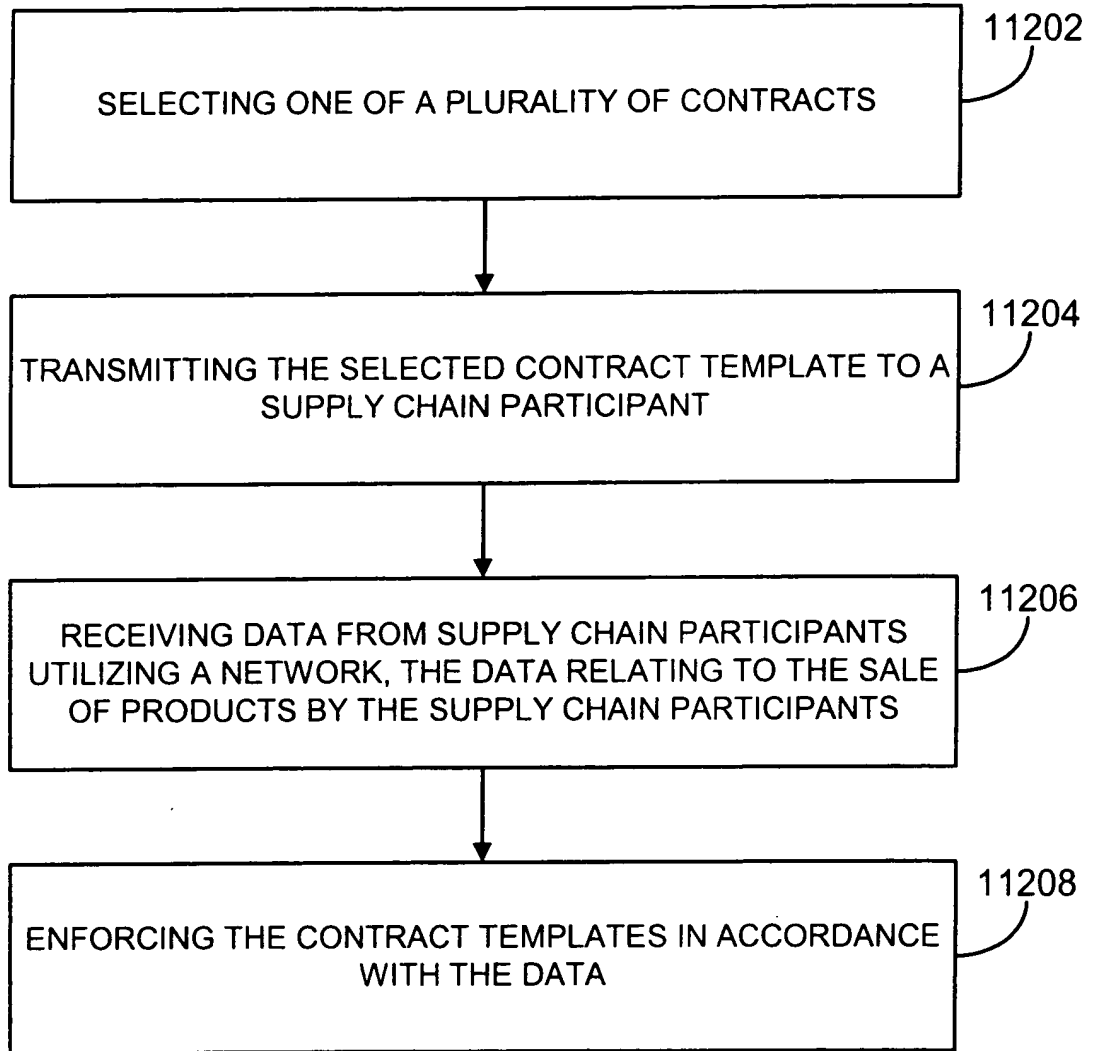 11202
SELECTING ONE OF A PLURALITY OF CONTRACTS
11204
TRANSMITTING THE SELECTED CONTRACT TEMPLATE TO A
SUPPLY CHAIN PARTICIPANT
11206
RECEIVING DATA FROM SUPPLY CHAIN PARTICIPANTS
UTILIZING A NETWORK, THE DATA RELATING TO THE SALE
OF PRODUCTS BY THE SUPPLY CHAIN PARTICIPANTS
11208
ENFORCING THE CONTRACT TEMPLATES IN ACCORDANCE
WITH THE DATA